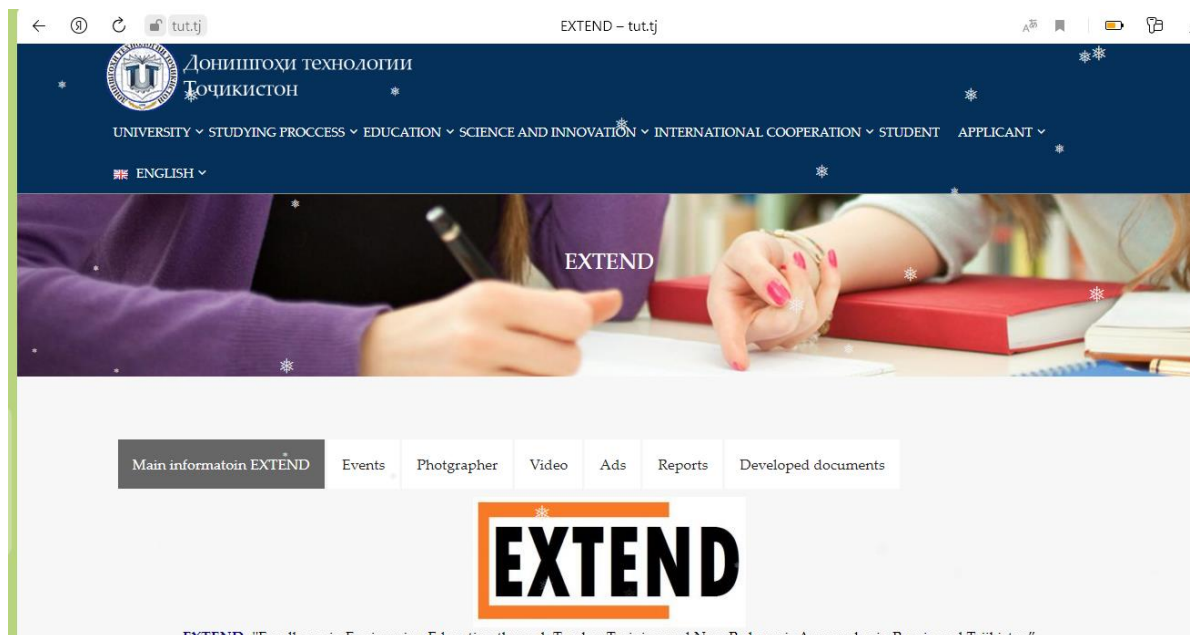 tut.tj
EXTEND – tut.tj
Донишгоҳи технологии
Тоҷикистон
UNIVERSITY STUDYING PROCCESS EDUCATION SCIENCE AND INNOVATION INTERNATIONAL COOPERATION STUDENT APPLICANT
ENGLISH
EXTEND
Main informatoin EXTEND Events Photgrapher Video Ads Reports Developed documents
EXTEND